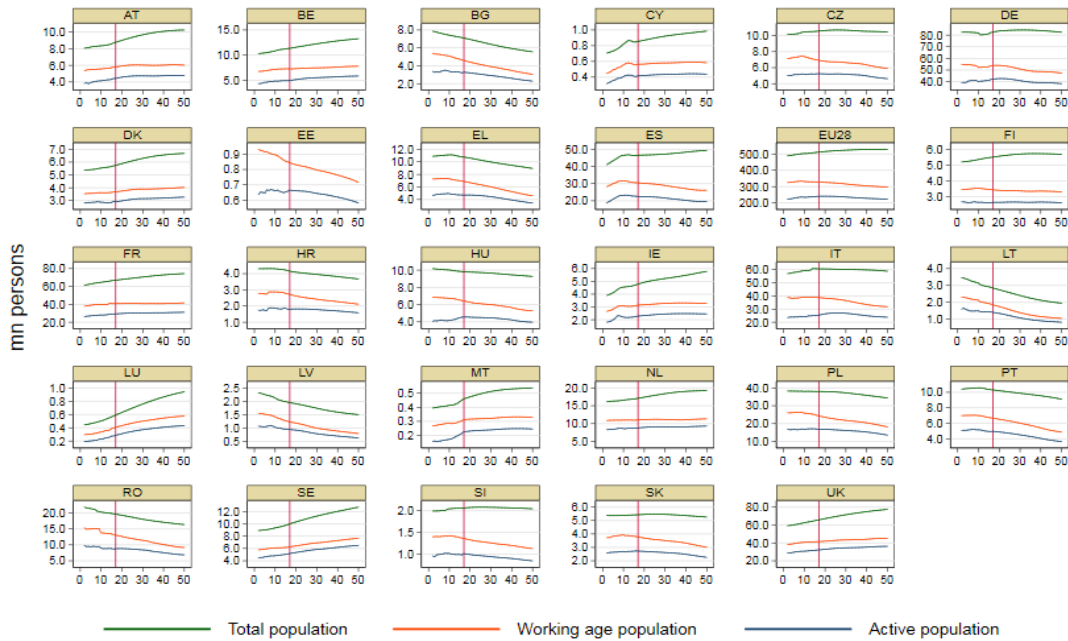 AT
10.0
8.0
6.0
4.0
0 10 20 30 40 50
BE
15.0
10.0
5.0
0 10 20 30 40 50
BG
8.0
6.0
4.0
2.0
0 10 20 30 40 50
CY
1.0
0.8
0.6
0.4
0 10 20 30 40 50
CZ
10.0
8.0
6.0
4.0
0 10 20 30 40 50
DE
80.0
70.0
60.0
50.0
40.0
0 10 20 30 40 50
DK
7.0
6.0
5.0
4.0
3.0
0 10 20 30 40 50
EE
0.9
0.8
0.7
0.6
0 10 20 30 40 50
EL
12.0
10.0
8.0
6.0
4.0
0 10 20 30 40 50
ES
50.0
40.0
30.0
20.0
0 10 20 30 40 50
EU28
500.0
400.0
300.0
200.0
0 10 20 30 40 50
FI
6.0
5.0
4.0
3.0
0 10 20 30 40 50
mn persons
FR
80.0
60.0
40.0
20.0
0 10 20 30 40 50
HR
4.0
3.0
2.0
1.0
0 10 20 30 40 50
HU
10.0
8.0
6.0
4.0
0 10 20 30 40 50
IE
6.0
5.0
4.0
3.0
2.0
0 10 20 30 40 50
IT
60.0
50.0
40.0
30.0
20.0
0 10 20 30 40 50
LT
4.0
3.0
2.0
1.0
0 10 20 30 40 50
LU
1.0
0.8
0.6
0.4
0.2
0 10 20 30 40 50
LV
2.5
2.0
1.5
1.0
0.5
0 10 20 30 40 50
MT
0.5
0.4
0.3
0.2
0 10 20 30 40 50
NL
20.0
15.0
10.0
5.0
0 10 20 30 40 50
PL
40.0
30.0
20.0
10.0
0 10 20 30 40 50
PT
10.0
8.0
6.0
4.0
0 10 20 30 40 50
RO
20.0
15.0
10.0
5.0
0 10 20 30 40 50
SE
12.0
10.0
8.0
6.0
4.0
0 10 20 30 40 50
SI
2.0
1.5
1.0
0 10 20 30 40 50
SK
6.0
5.0
4.0
3.0
2.0
0 10 20 30 40 50
UK
80.0
60.0
40.0
20.0
0 10 20 30 40 50
Total population Working age population Active population